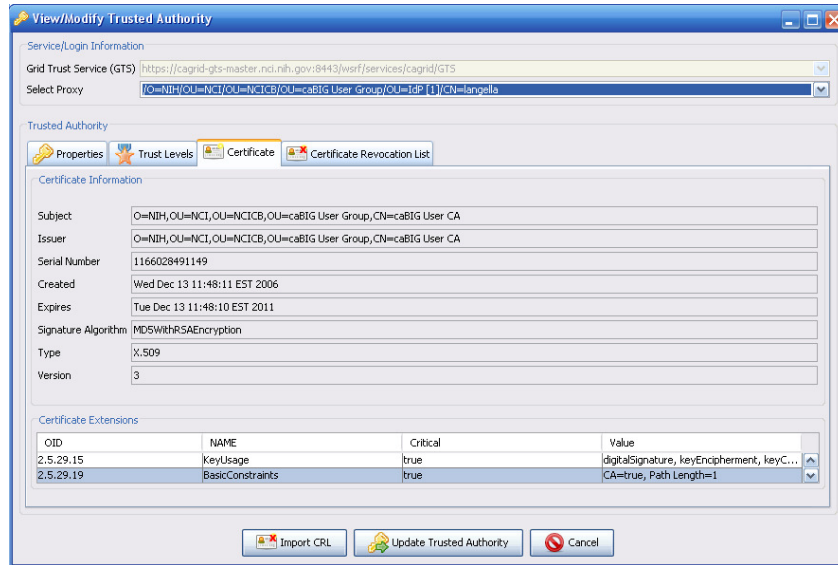 View/Modify Trusted Authority
Service/Login Information
Grid Trust Service (GTS) https://cagrid-gts-master.nci.nih.gov:8443/wsrf/services/cagrid/GTS
Select Proxy /O=NIH/OU=NCI/OU=NCICB/OU=caBIG User Group/OU=IdP [1]/CN=langella
Trusted Authority
Properties Trust Levels Certificate Certificate Revocation List
Certificate Information
Subject O=NIH,OU=NCI,OU=NCICB,OU=caBIG User Group,CN=caBIG User CA
Issuer O=NIH,OU=NCI,OU=NCICB,OU=caBIG User Group,CN=caBIG User CA
Serial Number 1166028491149
Created Wed Dec 13 11:48:11 EST 2006
Expires Tue Dec 13 11:48:10 EST 2011
Signature Algorithm MD5WithRSAEncryption
Type X.509
Version 3
Certificate Extensions
OID NAME Critical Value
2.5.29.15 KeyUsage true digitalSignature, keyEncipherment, keyC...
2.5.29.19 BasicConstraints true CA=true, Path Length=1
Import CRL Update Trusted Authority Cancel